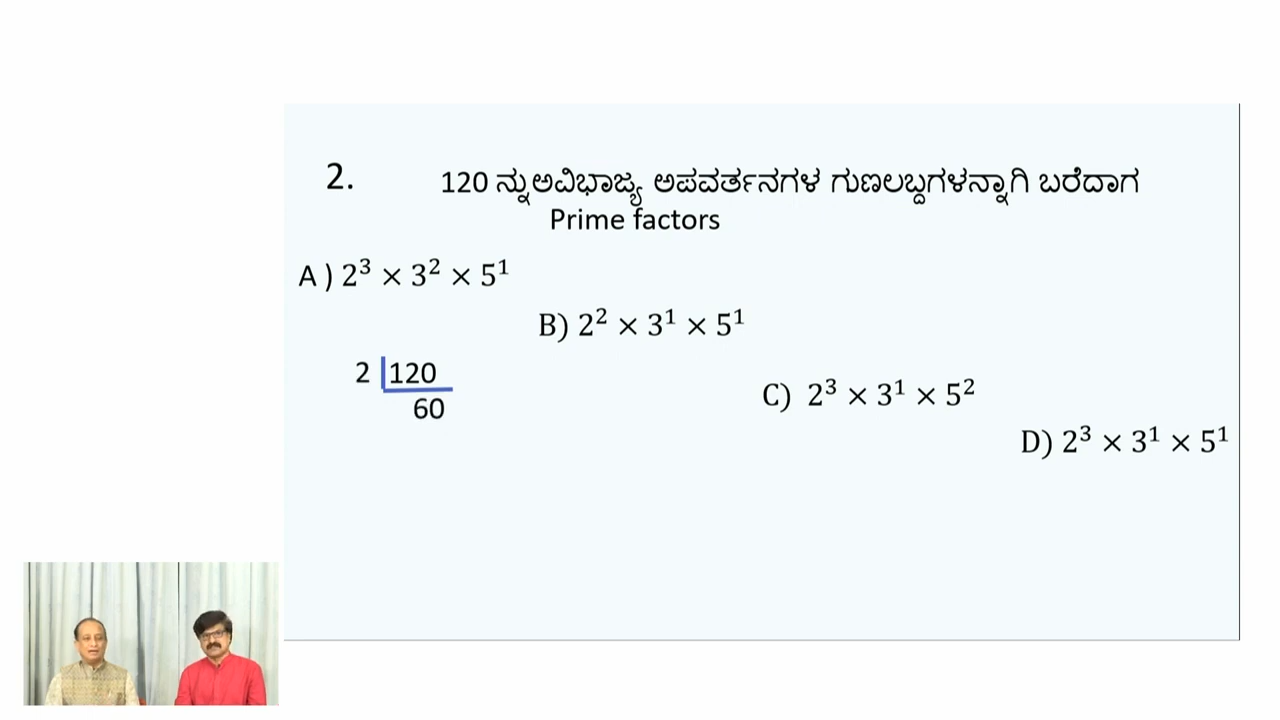 2. 120 ನ್ನುಅವಿಭಾಜ್ಯ ಅಪವರ್ತನಗಳ ಗುಣಲಬ್ದಗಳನ್ನಾಗಿ ಬರೆದಾಗ
Prime factors
A ) 2³ × 3² × 5¹
B) 2² × 3¹ × 5¹
2 120
60
C) 2³ × 3¹ × 5²
D) 2³ × 3¹ × 5¹